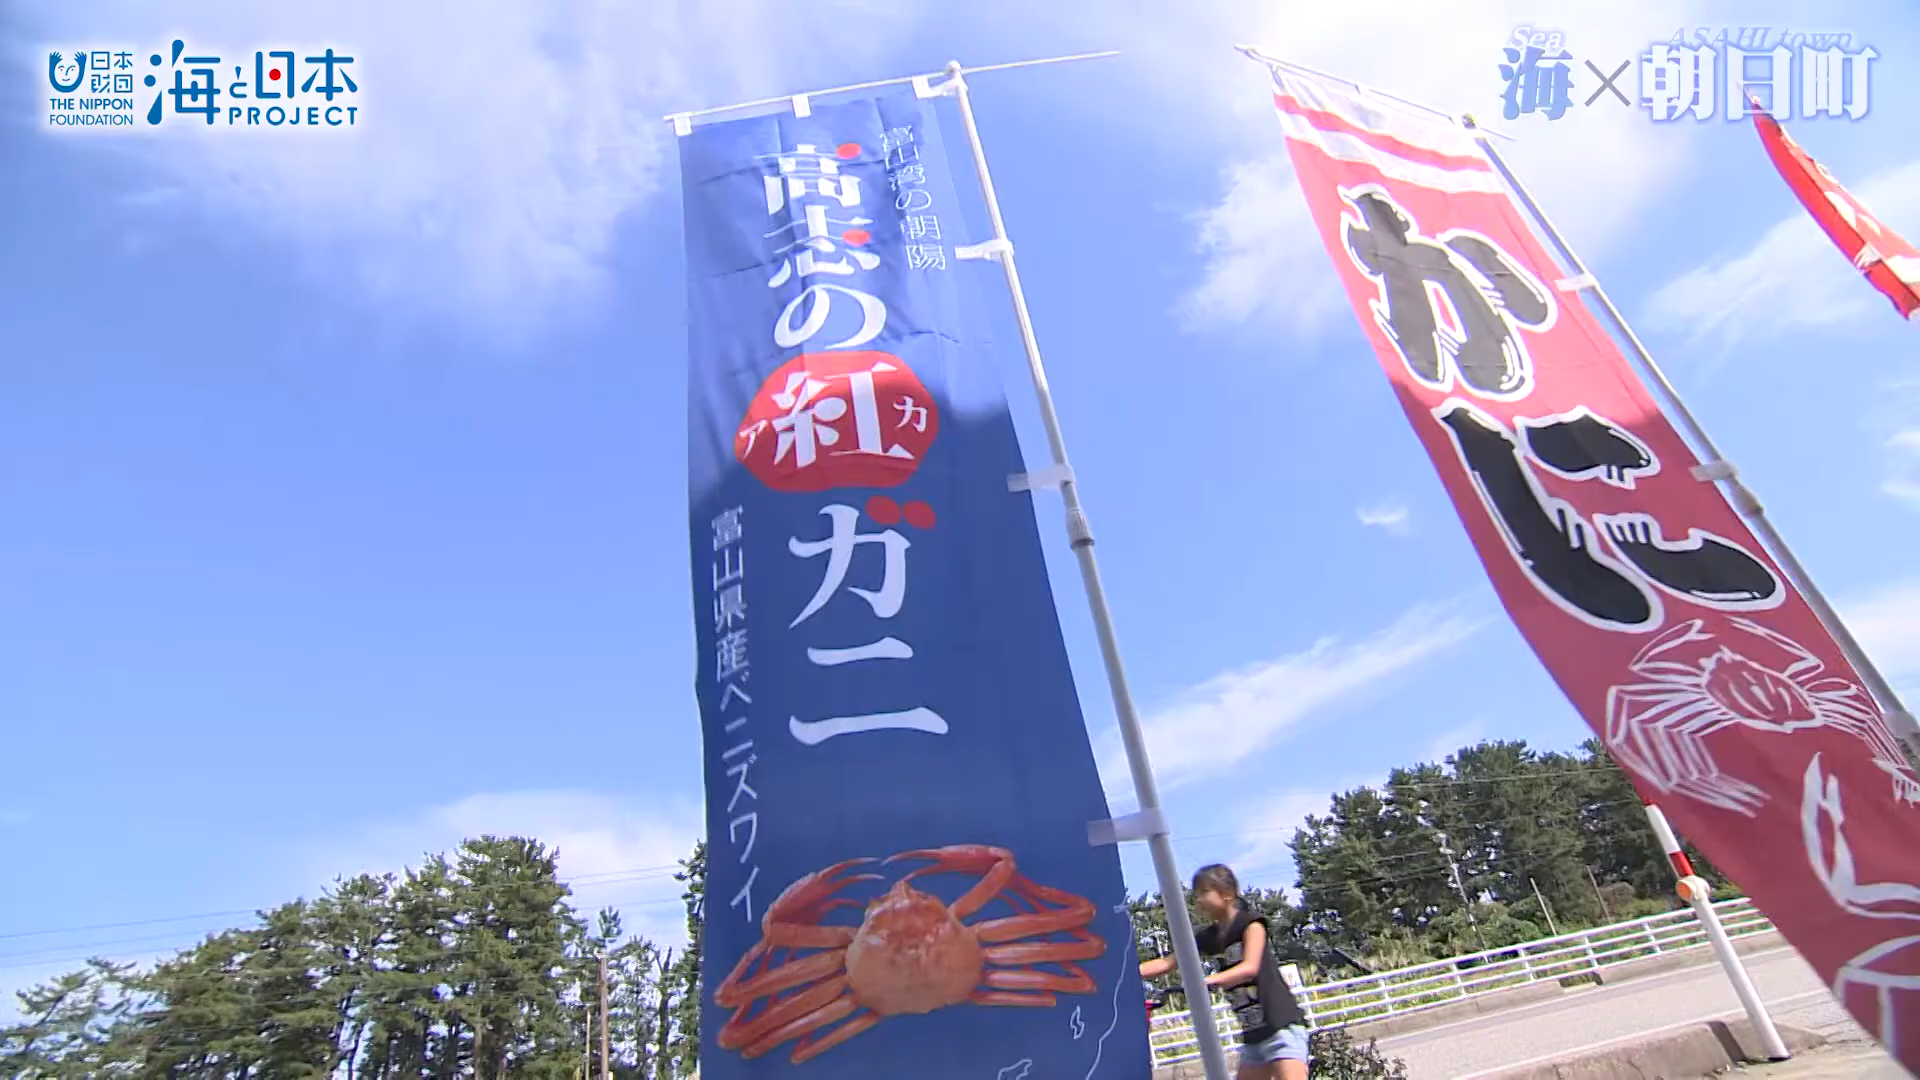 日本
財団
THE NIPPON
FOUNDATION
海と日本
PROJECT
Sea
ASAHI town
海×朝日町
富山湾の朝陽
高志の紅ガニ
アカ
富山県産ベニズワイ
かに